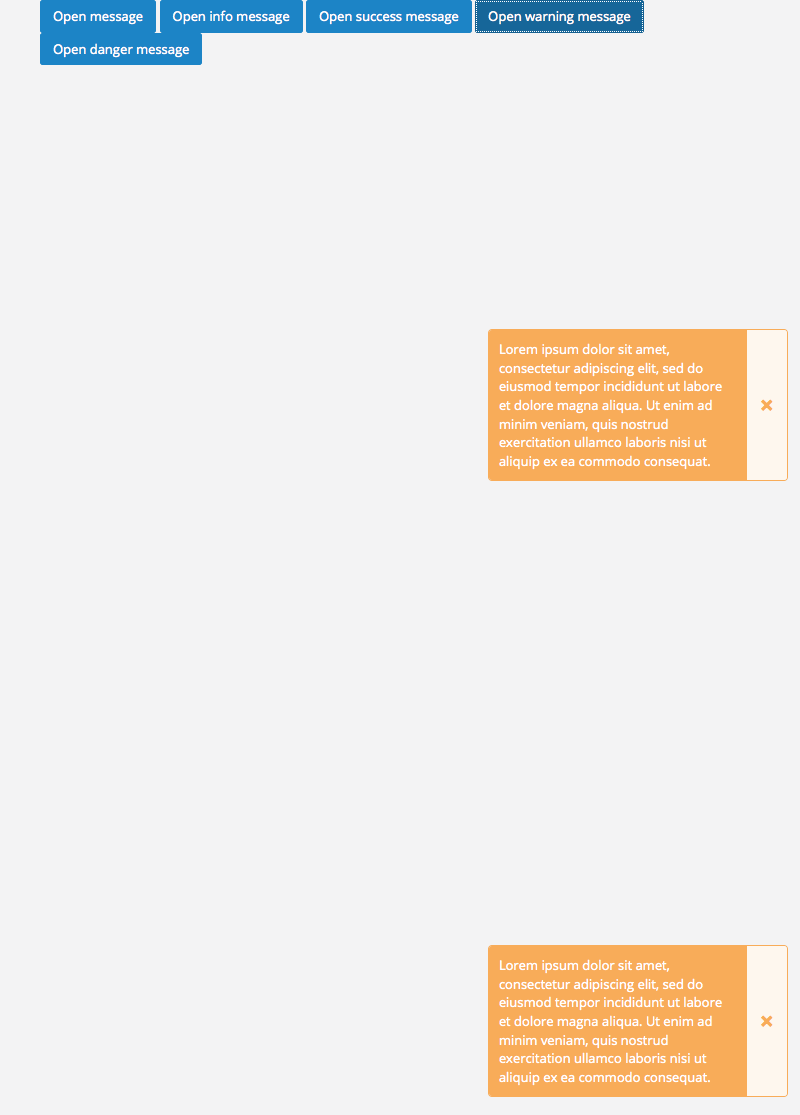 Open message Open info message Open success message Open warning message
Open danger message
Lorem ipsum dolor sit amet,
consectetur adipiscing elit, sed do
eiusmod tempor incididunt ut labore
et dolore magna aliqua. Ut enim ad
minim veniam, quis nostrud
exercitation ullamco laboris nisi ut
aliquip ex ea commodo consequat.
Lorem ipsum dolor sit amet,
consectetur adipiscing elit, sed do
eiusmod tempor incididunt ut labore
et dolore magna aliqua. Ut enim ad
minim veniam, quis nostrud
exercitation ullamco laboris nisi ut
aliquip ex ea commodo consequat.